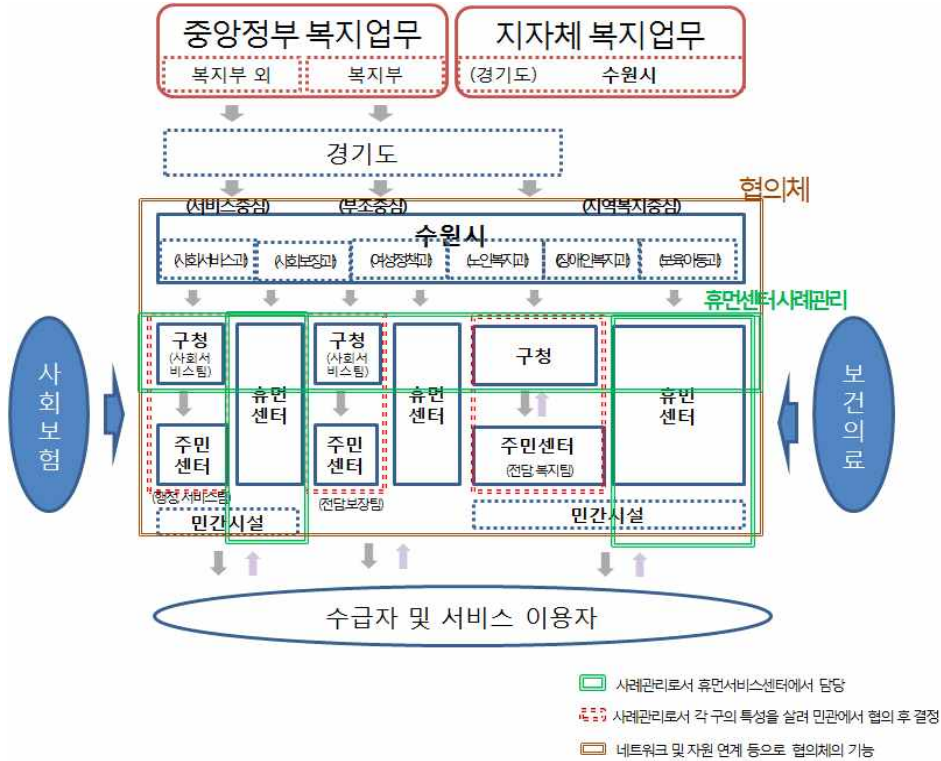 중앙정부 복지업무
지자체 복지업무
복지부 외
복지부
(경기도) 수원시
경기도
협의체
(서비스중심)
(부조중심)
(지역복지중심)
수원시
(사회서비스과)
(사회보장과)
(여성정책과)
(노인복지과)
(장애인복지과)
(보육아동과)
휴먼센터 사례관리
사회보험
구청
(사회서
비스팀)
휴먼
센터
구청
(사회서
비스팀)
휴먼
센터
구청
휴먼
센터
보건의료
주민
센터
(행정, 서비스팀)
주민
센터
(전담,보장팀)
주민센터
(전담, 복지팀)
민간시설
민간시설
수급자 및 서비스 이용자
사례관리로서 휴먼서비스센터에서 담당
사례관리로서 각 구의 특성을 살려 민관에서 협의 후 결정
네트워크 및 자원 연계 등으로 협의체의 기능